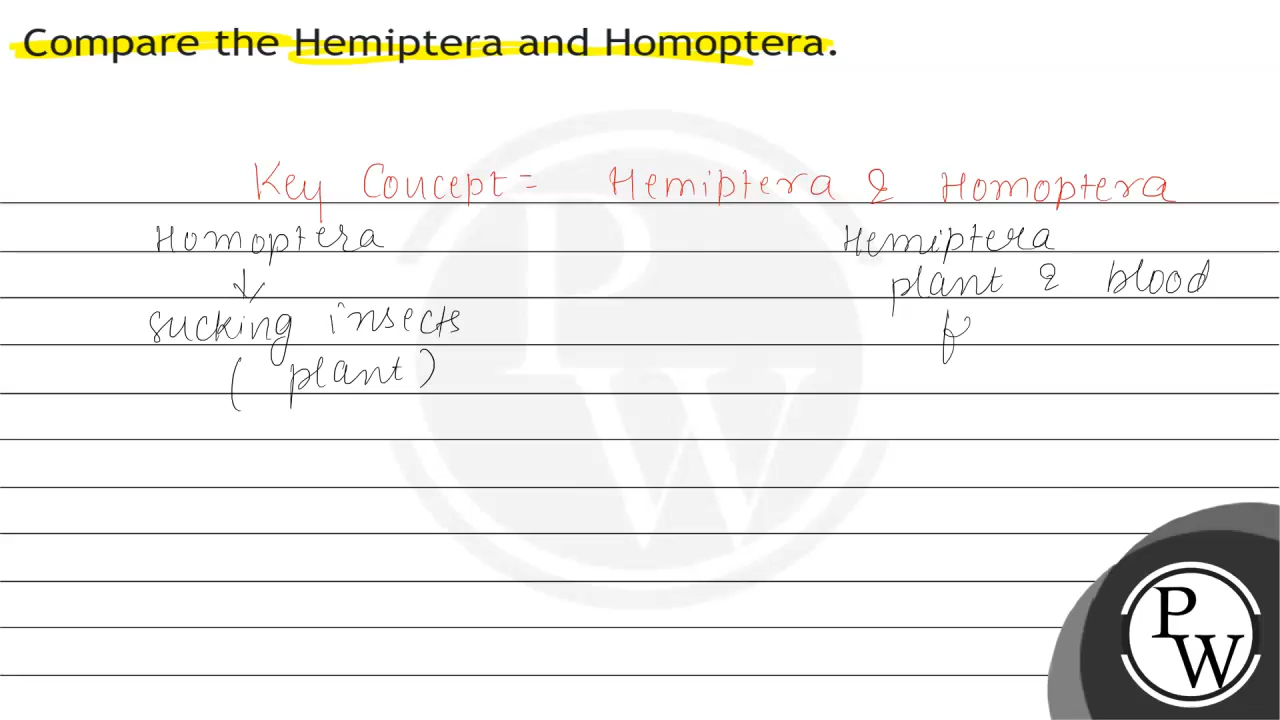 Compare the Hemiptera and Homoptera.
Key Concept = Hemiptera & Homoptera
Homoptera
Hemiptera
plant & blood
sucking insects
(plant)
PW